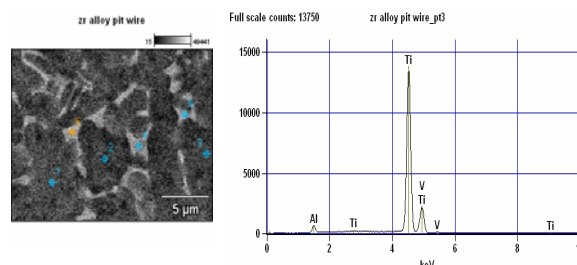 zr alloy pit wire
15 49441
5 µm
Full scale counts: 13750 zr alloy pit wire_pt3
15000
10000
5000
0
Ti
V
Ti
Al
Ti
V
Ti
0 2 4 6 8
keV